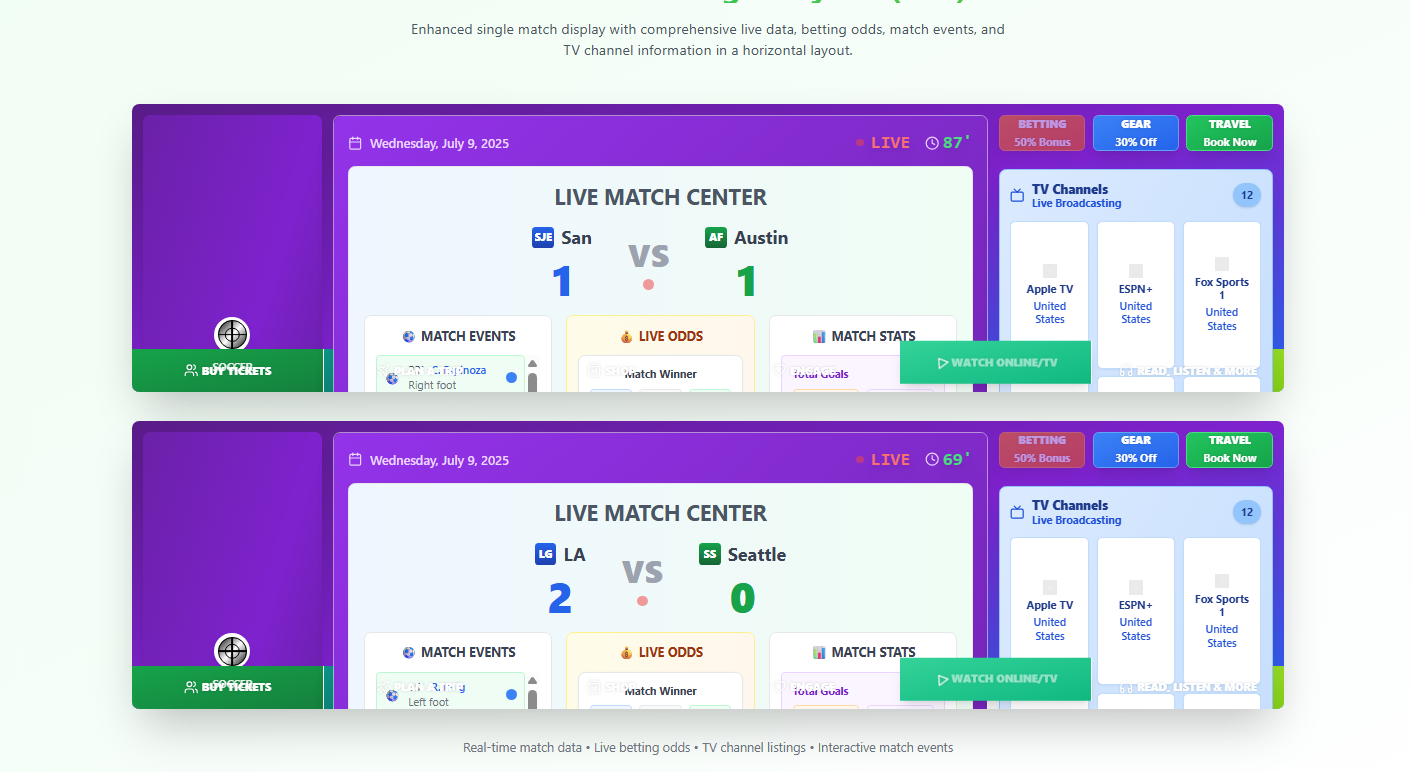 Enhanced single match display with comprehensive live data, betting odds, match events, and
TV channel information in a horizontal layout.
Wednesday, July 9, 2025
LIVE
87'
LIVE MATCH CENTER
SJE San
VS
AF Austin
1
1
MATCH EVENTS
Right foot
LIVE ODDS
Match Winner
MATCH STATS
Total Goals
BETTING
50% Bonus
GEAR
30% Off
TRAVEL
Book Now
TV Channels
Live Broadcasting
12
Apple TV
United
States
ESPN+
United
States
Fox Sports
1
United
States
SOCCER
BUY TICKETS
PLAN A TRIP
SHOP
ENGAGE
WATCH ONLINE/TV
READ, LISTEN & MORE
Wednesday, July 9, 2025
LIVE
69'
LIVE MATCH CENTER
LG LA
VS
SS Seattle
2
0
MATCH EVENTS
Left foot
LIVE ODDS
Match Winner
MATCH STATS
Total Goals
BETTING
50% Bonus
GEAR
30% Off
TRAVEL
Book Now
TV Channels
Live Broadcasting
12
Apple TV
United
States
ESPN+
United
States
Fox Sports
1
United
States
SOCCER
BUY TICKETS
PLAN A TRIP
SHOP
ENGAGE
WATCH ONLINE/TV
READ, LISTEN & MORE
Real-time match data • Live betting odds • TV channel listings • Interactive match events